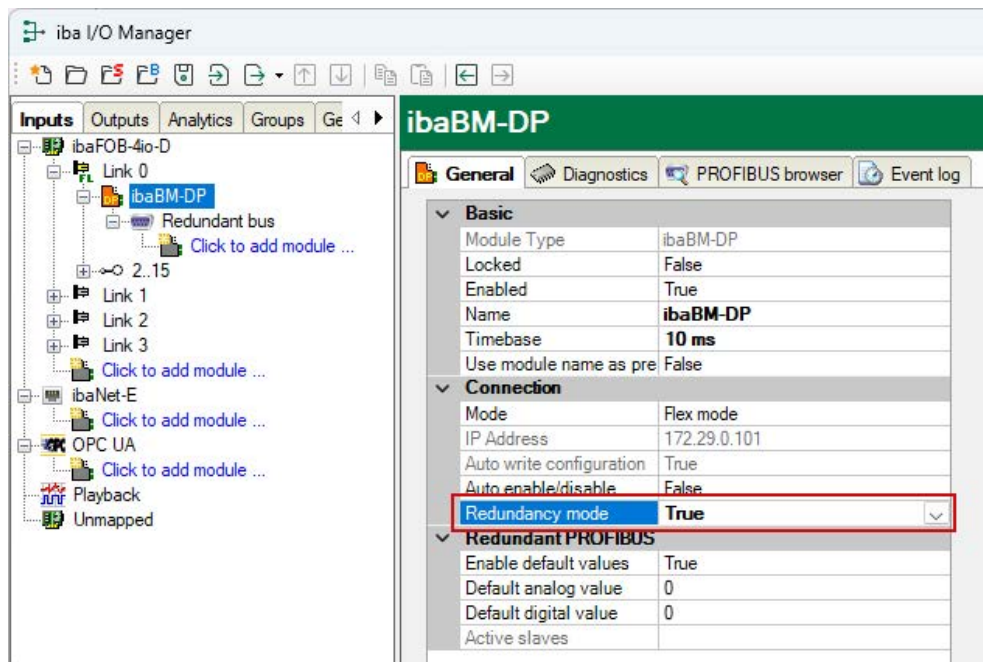 iba I/O Manager
Inputs Outputs Analytics Groups Ge
ibaFOB-4io-D
Link 0
ibaBM-DP
Redundant bus
Click to add module ...
2..15
Link 1
Link 2
Link 3
Click to add module ...
ibaNet-E
Click to add module ...
OPC UA
Click to add module ...
Playback
Unmapped
ibaBM-DP
General Diagnostics PROFIBUS browser Event log
Basic
Module Type ibaBM-DP
Locked False
Enabled True
Name ibaBM-DP
Timebase 10 ms
Use module name as pre False
Connection
Mode Flex mode
IP Address 172.29.0.101
Auto write configuration True
Auto enable/disable False
Redundancy mode True
Redundant PROFIBUS
Enable default values True
Default analog value 0
Default digital value 0
Active slaves